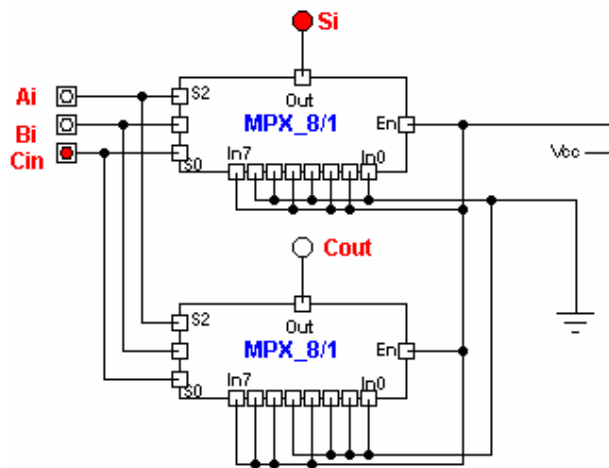 Si
Ai
Bi
Cin
S2
S0
Out
MPX_8/1
En
In7
In0
Vcc
Cout
S2
S0
Out
MPX_8/1
En
In7
In0